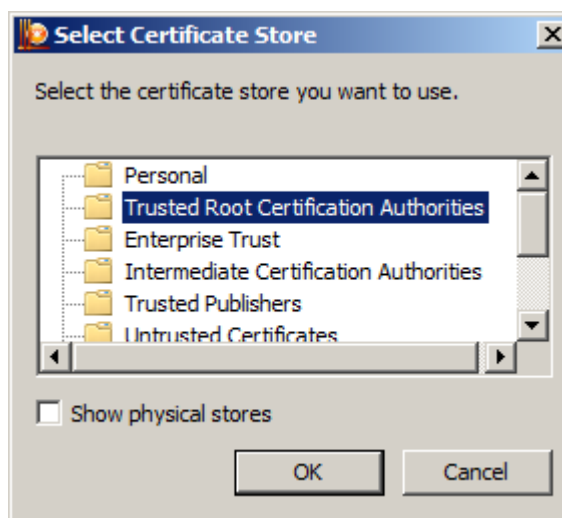 Select Certificate Store
Select the certificate store you want to use.
Personal
Trusted Root Certification Authorities
Enterprise Trust
Intermediate Certification Authorities
Trusted Publishers
Untrusted Certificates
Show physical stores
OK Cancel